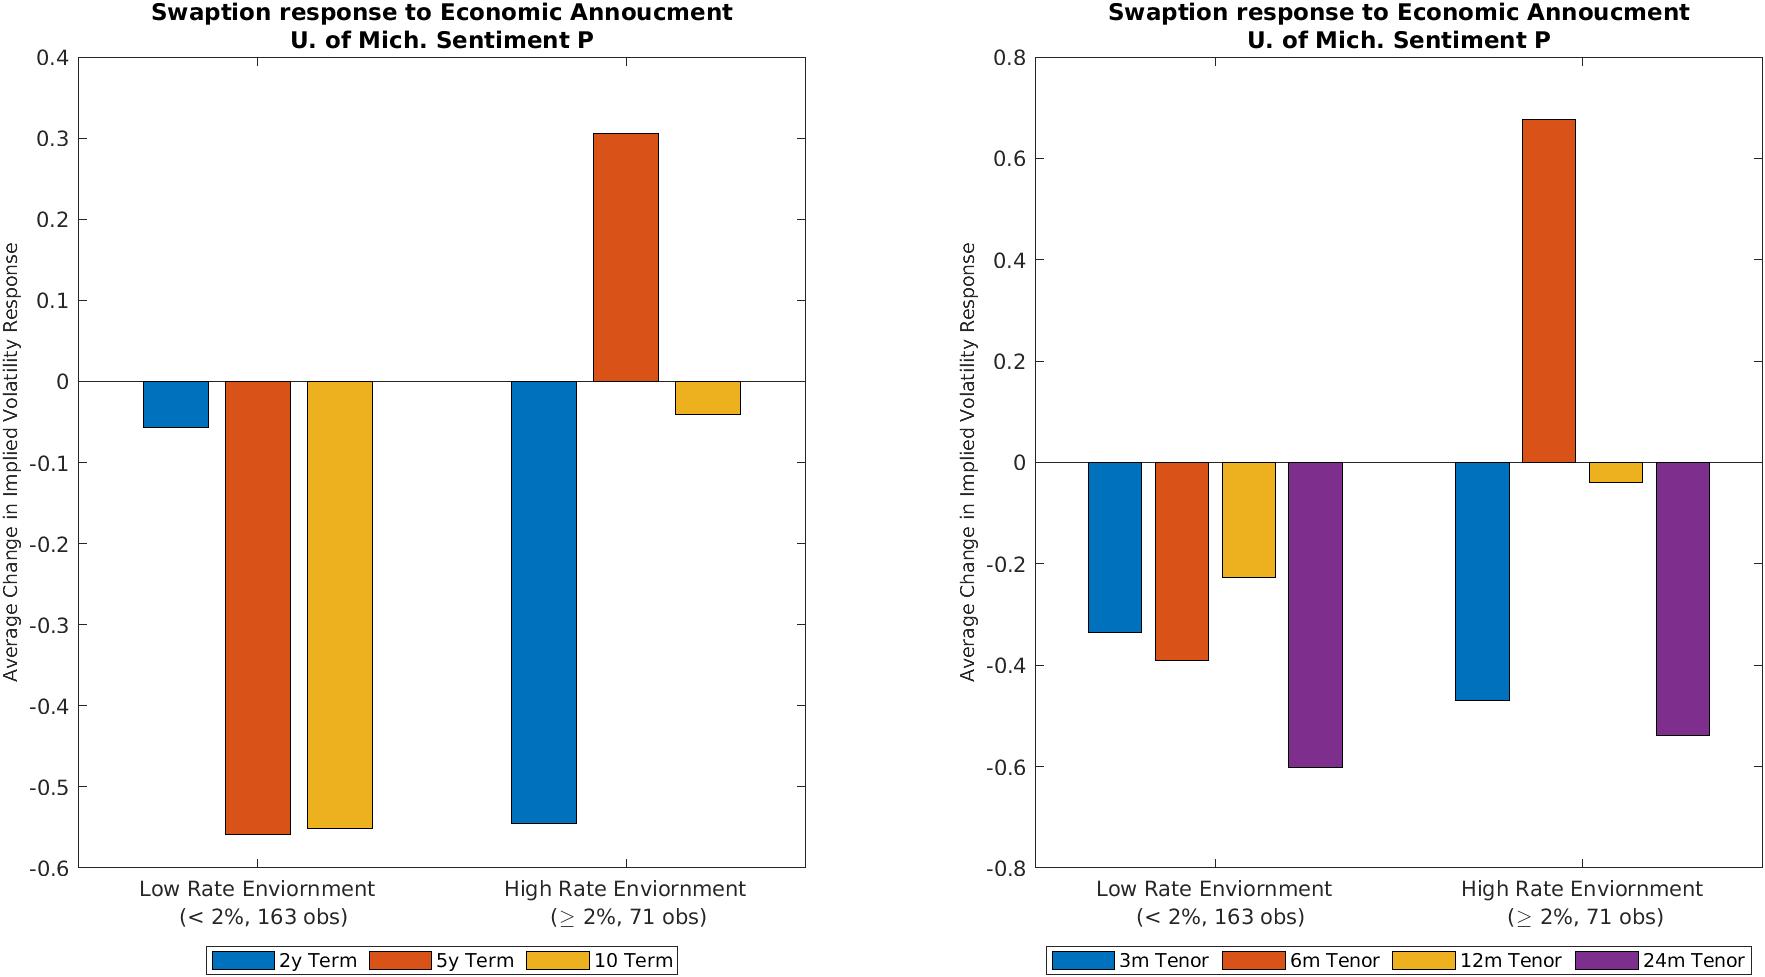 Swaption response to Economic Annoucment
U. of Mich. Sentiment P
Average Change in Implied Volatility Response
0.4
0.3
0.2
0.1
0
-0.1
-0.2
-0.3
-0.4
-0.5
-0.6
Low Rate Enviornment
(< 2%, 163 obs)
High Rate Enviornment
(≥ 2%, 71 obs)
2y Term
5y Term
10 Term
Swaption response to Economic Annoucment
U. of Mich. Sentiment P
Average Change in Implied Volatility Response
0.8
0.6
0.4
0.2
0
-0.2
-0.4
-0.6
-0.8
Low Rate Enviornment
(< 2%, 163 obs)
High Rate Enviornment
(≥ 2%, 71 obs)
3m Tenor
6m Tenor
12m Tenor
24m Tenor